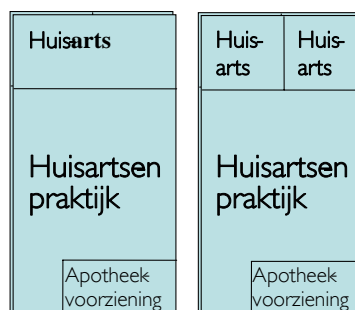 Huisarts
Huisartsen
praktijk
Apotheek
voorziening
Huis-
arts
Huis-
arts
Huisartsen
praktijk
Apotheek
voorziening